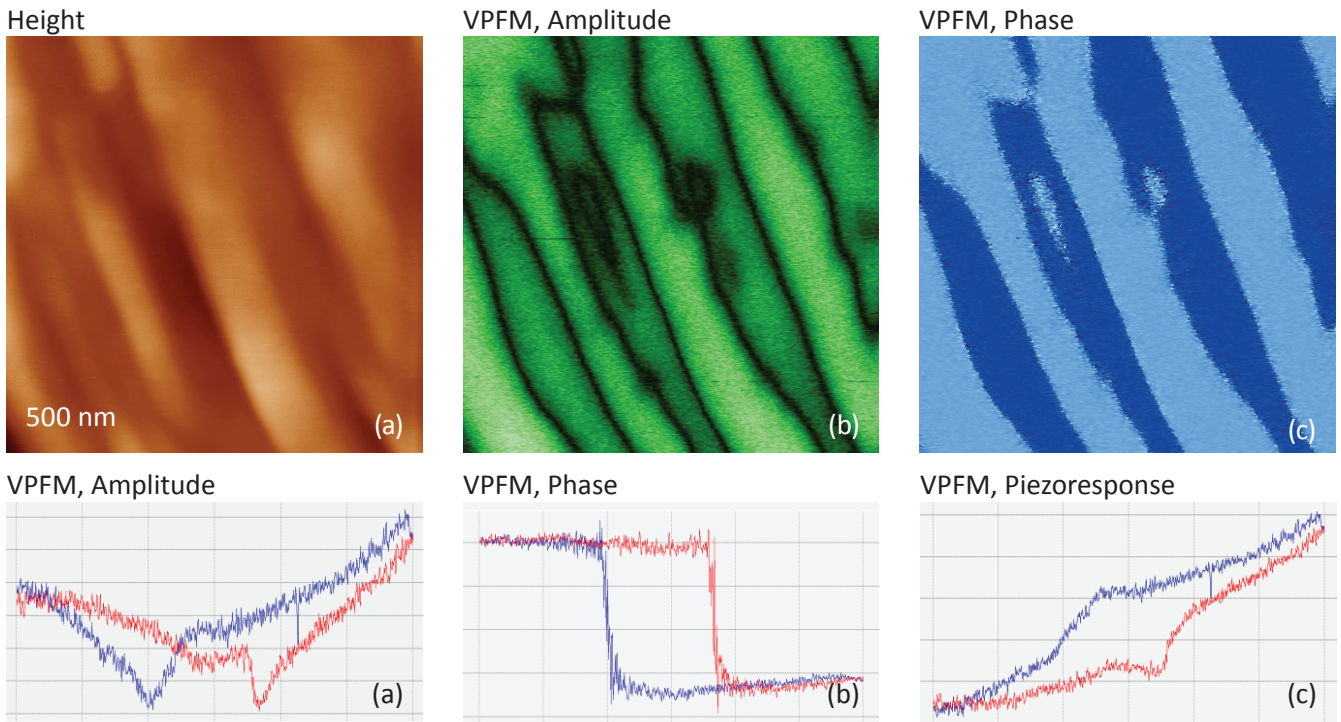 Height
VPFM, Amplitude
VPFM, Phase
500 nm
(a)
(b)
(c)
VPFM, Amplitude
VPFM, Phase
VPFM, Piezoresponse
(a)
(b)
(c)